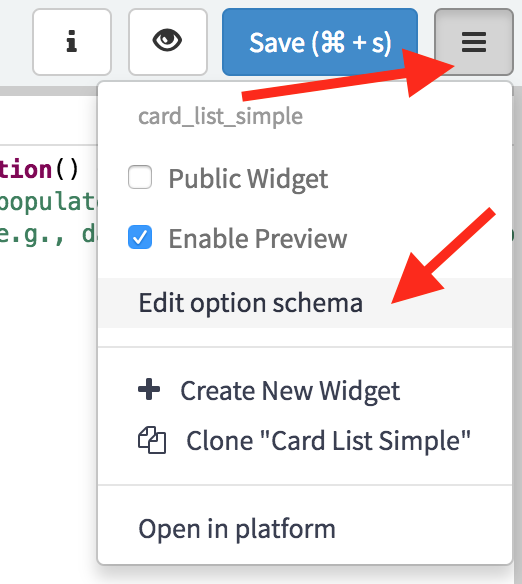 i
Save (⌘ + s)
card_list_simple
tion()
Public Widget
populat
Enable Preview
e.g., d
Edit option schema
Create New Widget
Clone "Card List Simple"
Open in platform